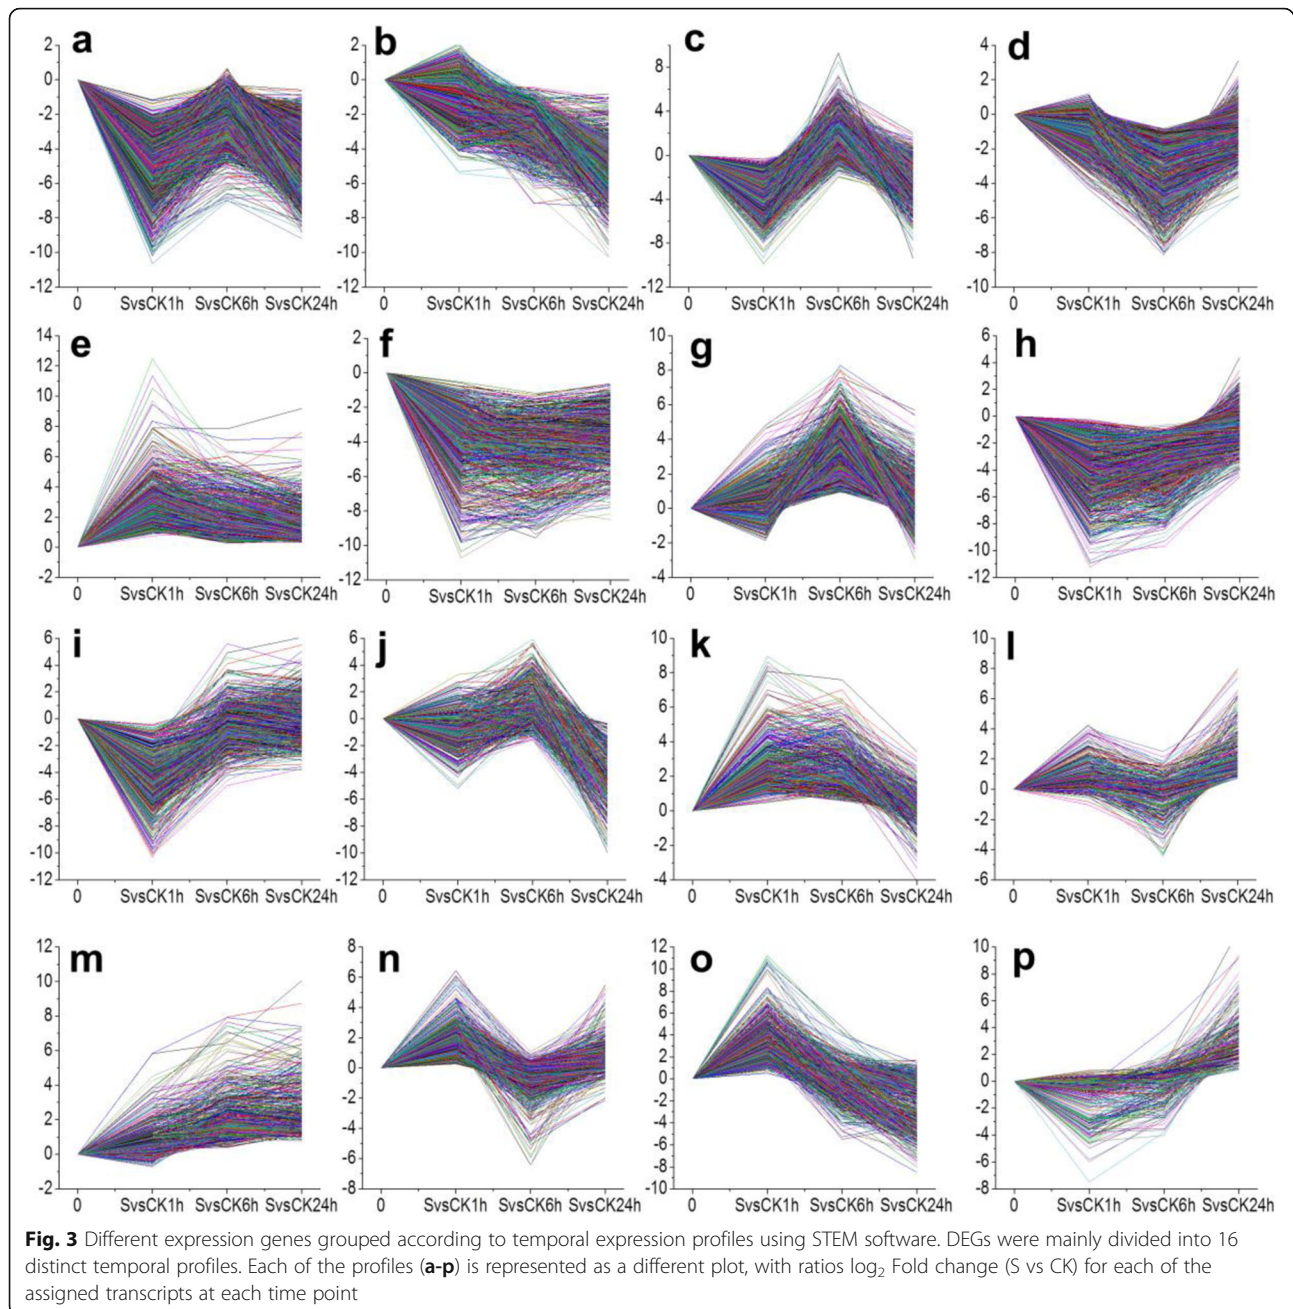 a b c d
2 0 -2 -4 -6 -8 -10 -12
2 0 -2 -4 -6 -8 -10 -12
8 4 0 -4 -8 -12
4 2 0 -2 -4 -6 -8 -10
0 SvsCK1h SvsCK6h SvsCK24h
0 SvsCK1h SvsCK6h SvsCK24h
0 SvsCK1h SvsCK6h SvsCK24h
0 SvsCK1h SvsCK6h SvsCK24h
e f g h
14 12 10 8 6 4 2 0 -2
2 0 -2 -4 -6 -8 -10 -12
10 8 6 4 2 0 -2 -4
6 4 2 0 -2 -4 -6 -8 -10 -12
0 SvsCK1h SvsCK6h SvsCK24h
0 SvsCK1h SvsCK6h SvsCK24h
0 SvsCK1h SvsCK6h SvsCK24h
0 SvsCK1h SvsCK6h SvsCK24h
i j k l
6 4 2 0 -2 -4 -6 -8 -10 -12
6 4 2 0 -2 -4 -6 -8 -10 -12
10 8 6 4 2 0 -2 -4
10 8 6 4 2 0 -2 -4 -6
0 SvsCK1h SvsCK6h SvsCK24h
0 SvsCK1h SvsCK6h SvsCK24h
0 SvsCK1h SvsCK6h SvsCK24h
0 SvsCK1h SvsCK6h SvsCK24h
m n o p
12 10 8 6 4 2 0 -2
8 6 4 2 0 -2 -4 -6 -8
12 10 8 6 4 2 0 -2 -4 -6 -8 -10
10 8 6 4 2 0 -2 -4 -6 -8
0 SvsCK1h SvsCK6h SvsCK24h
0 SvsCK1h SvsCK6h SvsCK24h
0 SvsCK1h SvsCK6h SvsCK24h
0 SvsCK1h SvsCK6h SvsCK24h
Fig. 3 Different expression genes grouped according to temporal expression profiles using STEM software. DEGs were mainly divided into 16
distinct temporal profiles. Each of the profiles (a-p) is represented as a different plot, with ratios log₂ Fold change (S vs CK) for each of the
assigned transcripts at each time point